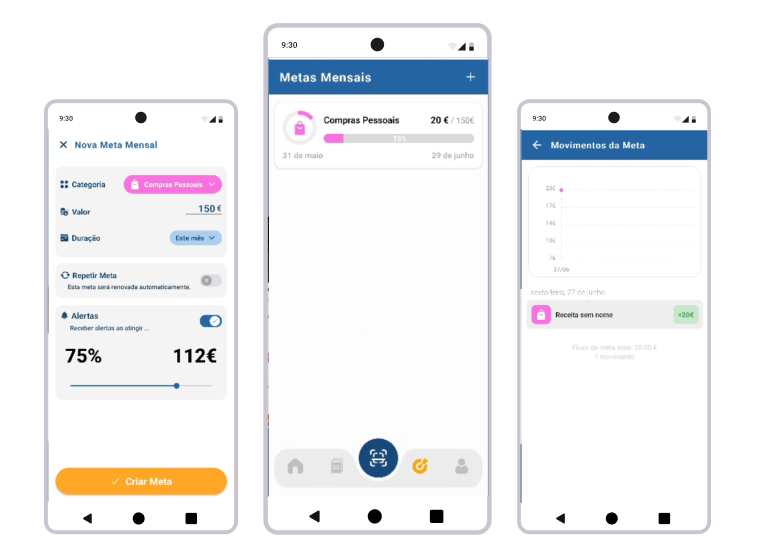 9:30
Nova Meta Mensal
Categoria
Compras Pessoais
Valor
150 €
Duração
Este mês
Repetir Meta
Esta meta será renovada automaticamente.
Alertas
Receber alertas ao atingir ...
75%
112€
Criar Meta
9:30
Metas Mensais
Compras Pessoais
20 € / 150€
13%
31 de maio
29 de junho
9:30
Movimentos da Meta
20€
17€
14€
10€
7€
27/06
sexta-feira, 27 de junho
Receita sem nome
+20€
Fluxo de meta total: 20.00 €
1 movimento